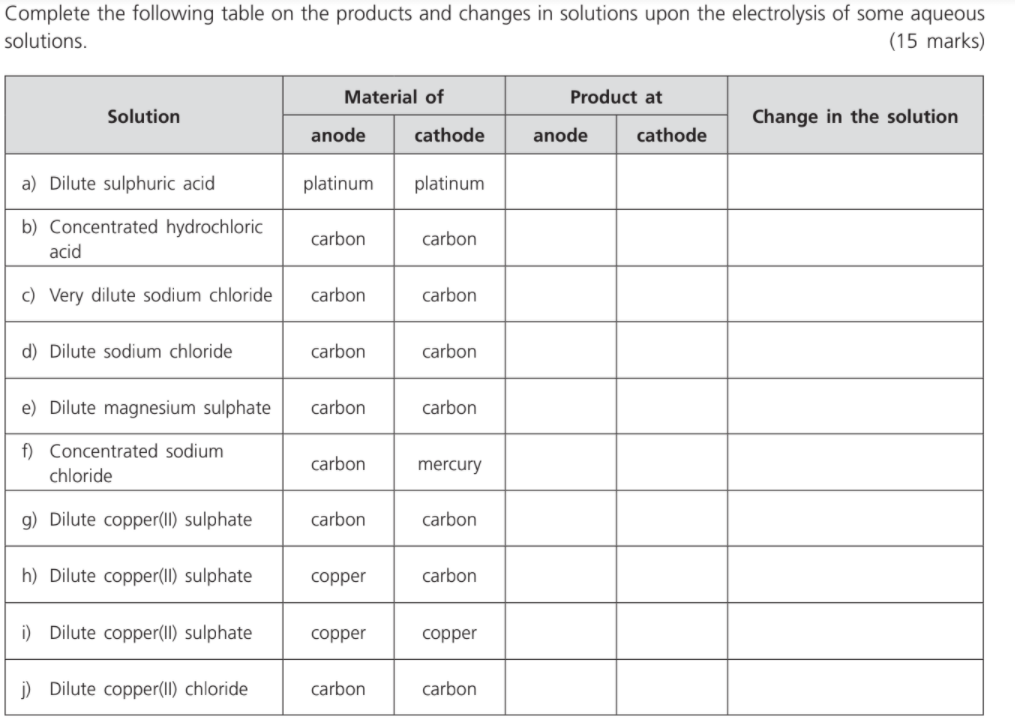 Complete the following table on the products and changes in solutions upon the electrolysis of some aqueous
solutions. (15 marks)
Solution Material of Product at Change in the solution
anode cathode anode cathode
a) Dilute sulphuric acid platinum platinum
b) Concentrated hydrochloric
acid carbon carbon
c) Very dilute sodium chloride carbon carbon
d) Dilute sodium chloride carbon carbon
e) Dilute magnesium sulphate carbon carbon
f) Concentrated sodium
chloride carbon mercury
g) Dilute copper(II) sulphate carbon carbon
h) Dilute copper(II) sulphate copper carbon
i) Dilute copper(II) sulphate copper copper
j) Dilute copper(II) chloride carbon carbon